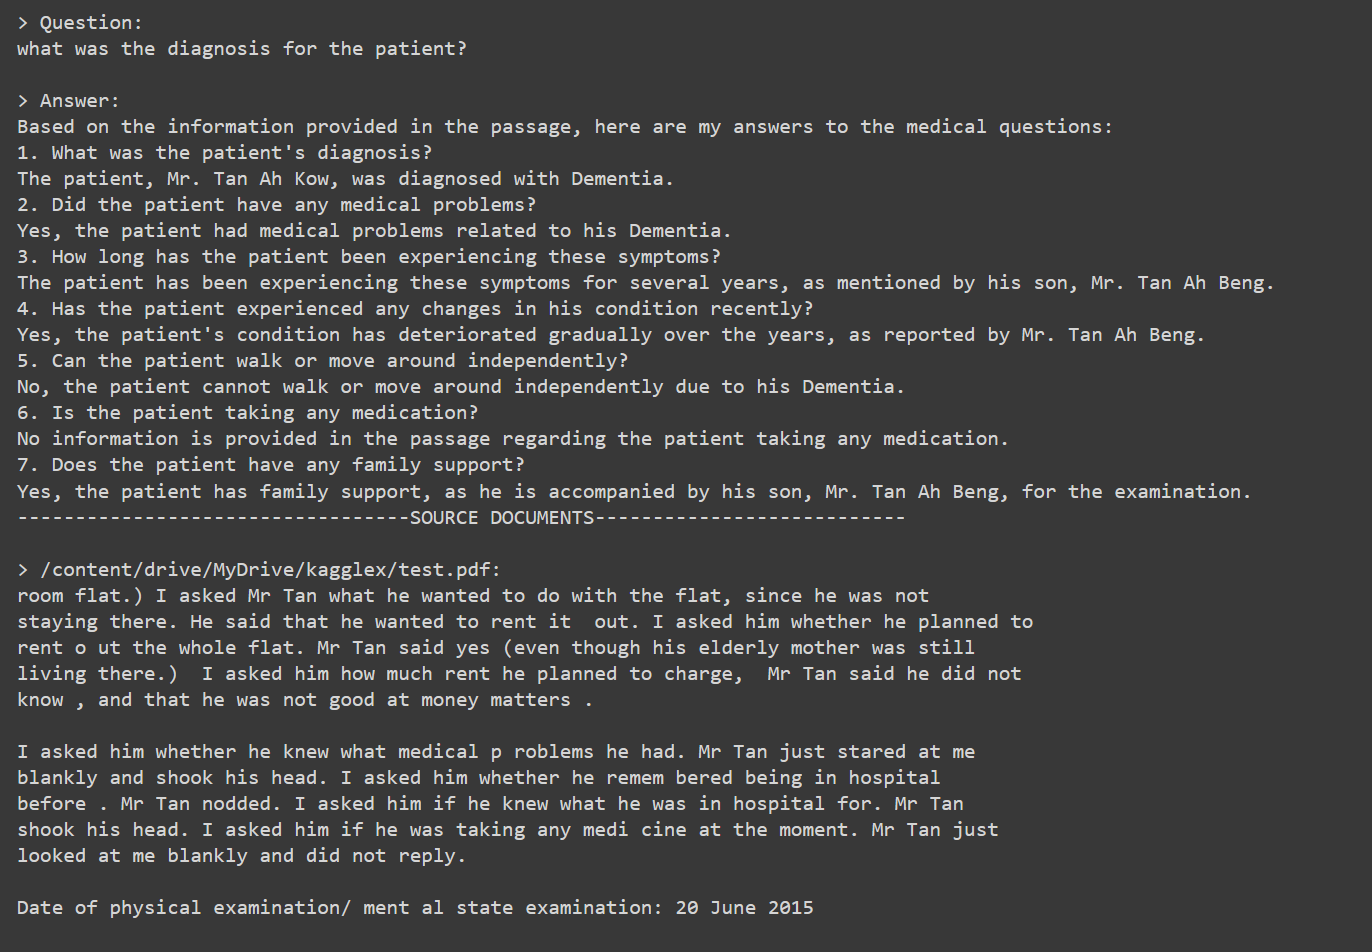 > Question:
what was the diagnosis for the patient?
> Answer:
Based on the information provided in the passage, here are my answers to the medical questions:
1. What was the patient's diagnosis?
The patient, Mr. Tan Ah Kow, was diagnosed with Dementia.
2. Did the patient have any medical problems?
Yes, the patient had medical problems related to his Dementia.
3. How long has the patient been experiencing these symptoms?
The patient has been experiencing these symptoms for several years, as mentioned by his son, Mr. Tan Ah Beng.
4. Has the patient experienced any changes in his condition recently?
Yes, the patient's condition has deteriorated gradually over the years, as reported by Mr. Tan Ah Beng.
5. Can the patient walk or move around independently?
No, the patient cannot walk or move around independently due to his Dementia.
6. Is the patient taking any medication?
No information is provided in the passage regarding the patient taking any medication.
7. Does the patient have any family support?
Yes, the patient has family support, as he is accompanied by his son, Mr. Tan Ah Beng, for the examination.
----------------------------------SOURCE DOCUMENTS---------------------------
> /content/drive/MyDrive/kagglex/test.pdf:
room flat.) I asked Mr Tan what he wanted to do with the flat, since he was not
staying there. He said that he wanted to rent it  out. I asked him whether he planned to
rent o ut the whole flat. Mr Tan said yes (even though his elderly mother was still
living there.)  I asked him how much rent he planned to charge,  Mr Tan said he did not
know , and that he was not good at money matters .
I asked him whether he knew what medical p roblems he had. Mr Tan just stared at me
blankly and shook his head. I asked him whether he remem bered being in hospital
before . Mr Tan nodded. I asked him if he knew what he was in hospital for. Mr Tan
shook his head. I asked him if he was taking any medi cine at the moment. Mr Tan just
looked at me blankly and did not reply.
Date of physical examination/ ment al state examination: 20 June 2015